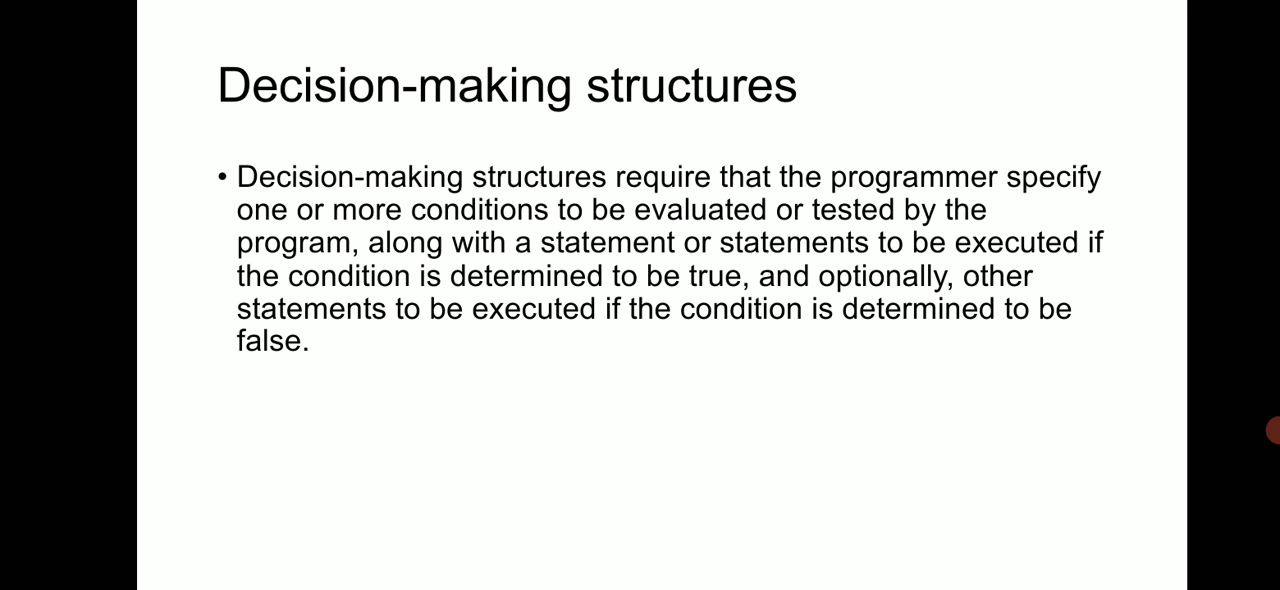 Decision-making structures
• Decision-making structures require that the programmer specify
one or more conditions to be evaluated or tested by the
program, along with a statement or statements to be executed if
the condition is determined to be true, and optionally, other
statements to be executed if the condition is determined to be
false.